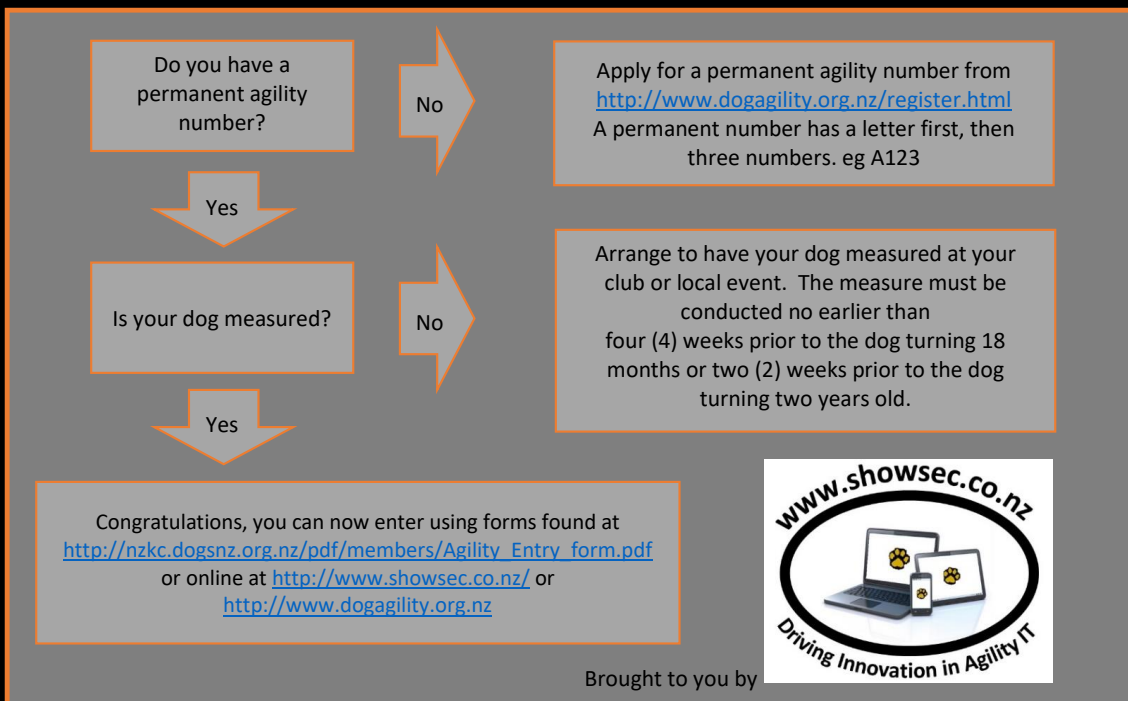 Do you have a
permanent agility
number?
No
Apply for a permanent agility number from
http://www.dogagility.org.nz/register.html
A permanent number has a letter first, then
three numbers. eg A123
Yes
Is your dog measured?
No
Arrange to have your dog measured at your
club or local event.  The measure must be
conducted no earlier than
four (4) weeks prior to the dog turning 18
months or two (2) weeks prior to the dog
turning two years old.
Yes
Congratulations, you can now enter using forms found at
http://nzkc.dogsnz.org.nz/pdf/members/Agility_Entry_form.pdf
or online at http://www.showsec.co.nz/ or
http://www.dogagility.org.nz
www.showsec.co.nz
Driving Innovation in Agility IT
Brought to you by